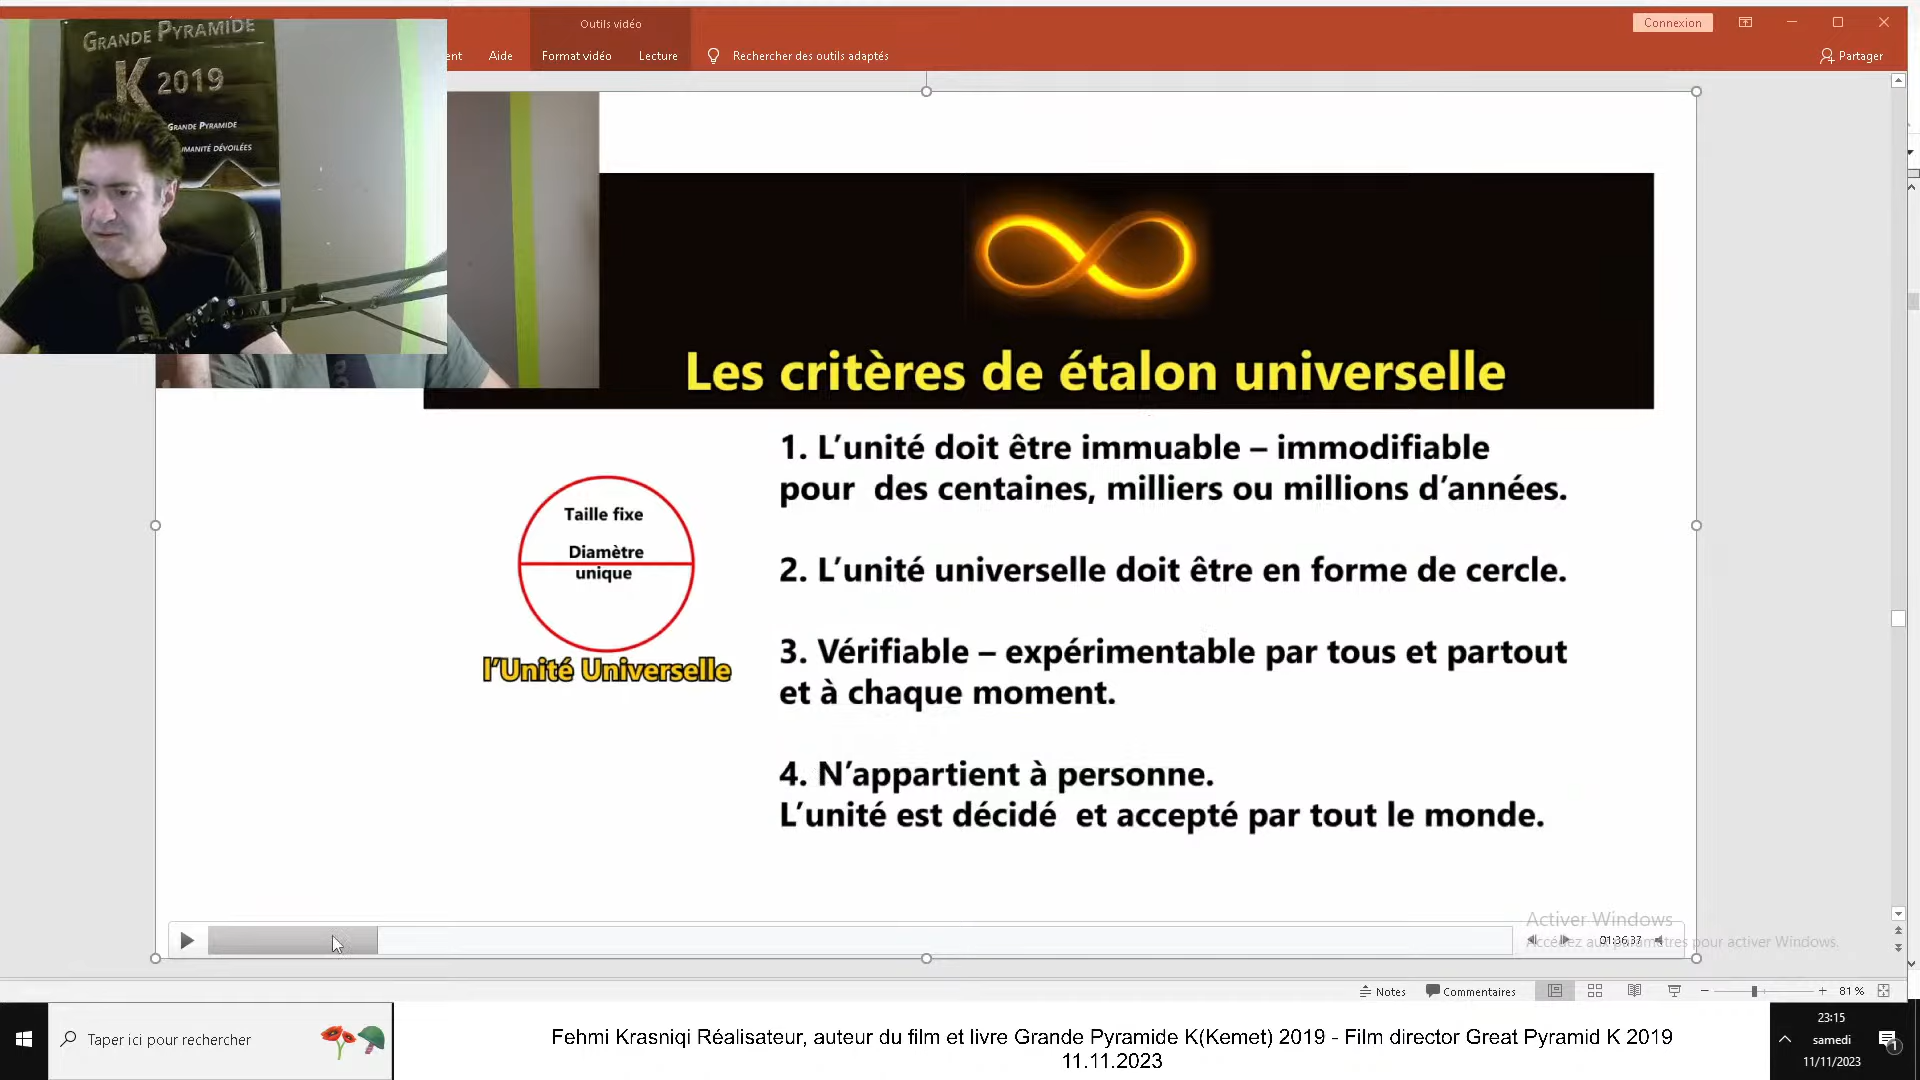 GRANDE PYRAMIDE
K 2019
GRANDE PYRAMIDE
MANITÉ DÉVOILÉES
Outils vidéo
Connexion
ent Aide Format vidéo Lecture Rechercher des outils adaptés
Partager
Les critères de étalon universelle
1. L’unité doit être immuable – immodifiable
pour des centaines, milliers ou millions d’années.
Taille fixe
Diamètre
unique
l’Unité Universelle
2. L’unité universelle doit être en forme de cercle.
3. Vérifiable – expérimentable par tous et partout
et à chaque moment.
4. N’appartient à personne.
L’unité est décidé et accepté par tout le monde.
Activer Windows
Accédez aux paramètres pour activer Windows.
01:36,37
Notes
Commentaires
81 %
Taper ici pour rechercher
Fehmi Krasniqi Réalisateur, auteur du film et livre Grande Pyramide K(Kemet) 2019 - Film director Great Pyramid K 2019
11.11.2023
23:15
samedi
11/11/2023
1